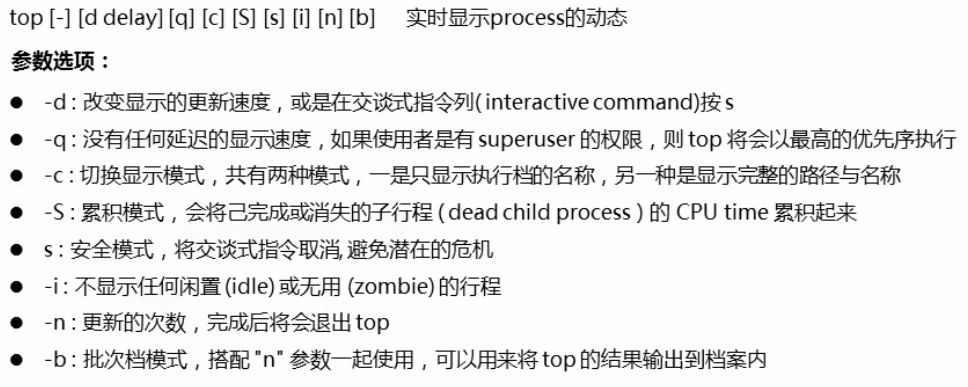 top [-] [d delay] [q] [c] [S] [s] [i] [n] [b] 实时显示process的动态
参数选项：
● -d : 改变显示的更新速度，或是在交谈式指令列( interactive command)按 s
● -q : 没有任何延迟的显示速度，如果使用者是有 superuser 的权限，则 top 将会以最高的优先序执行
● -c : 切换显示模式，共有两种模式，一是只显示执行档的名称，另一种是显示完整的路径与名称
● -S : 累积模式，会将己完成或消失的子行程 ( dead child process ) 的 CPU time 累积起来
● s : 安全模式，将交谈式指令取消, 避免潜在的危机
● -i : 不显示任何闲置 (idle) 或无用 (zombie) 的行程
● -n : 更新的次数，完成后将会退出 top
● -b : 批次档模式，搭配 "n" 参数一起使用，可以用来将 top 的结果输出到档案内